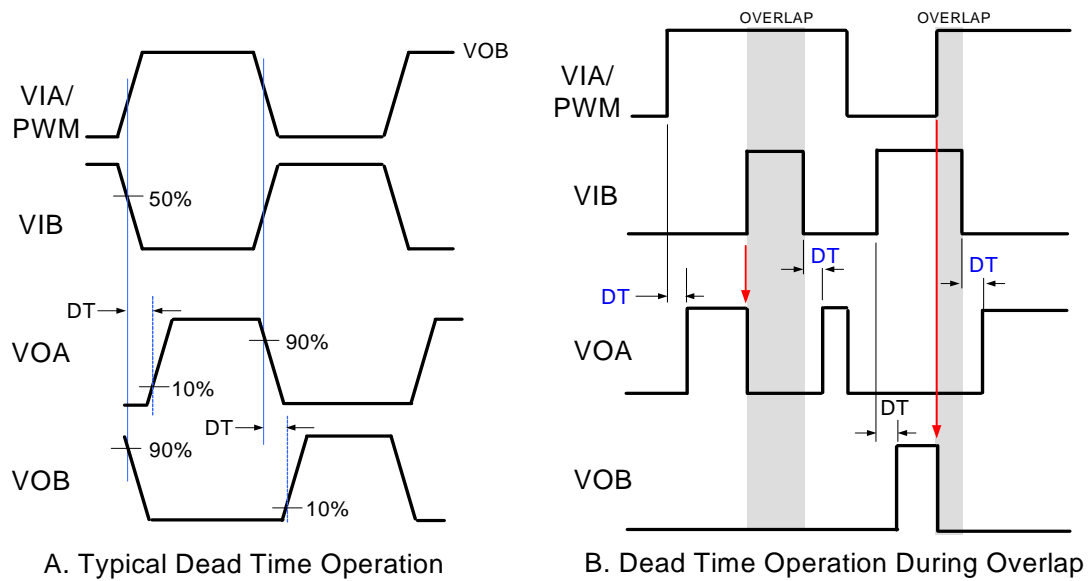 VOB
VIA/
PWM
50%
VIB
DT
90%
VOA
10%
DT
90%
VOB
10%
A. Typical Dead Time Operation
OVERLAP
OVERLAP
VIA/
PWM
VIB
DT
DT
DT
VOA
DT
VOB
B. Dead Time Operation During Overlap